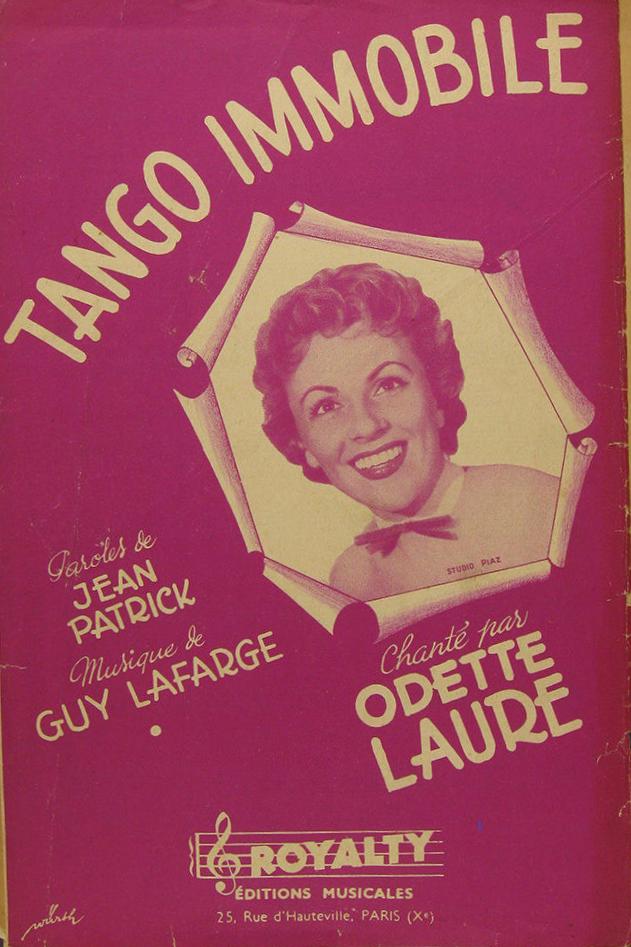 TANGO IMMOBILE
STUDIO PIAZ
Paroles de
JEAN
PATRICK
Musique de
GUY LAFARGE
Chanté par
ODETTE
LAURE
ROYALTY
ÉDITIONS MUSICALES
25, Rue d'Hauteville, PARIS (Xe)